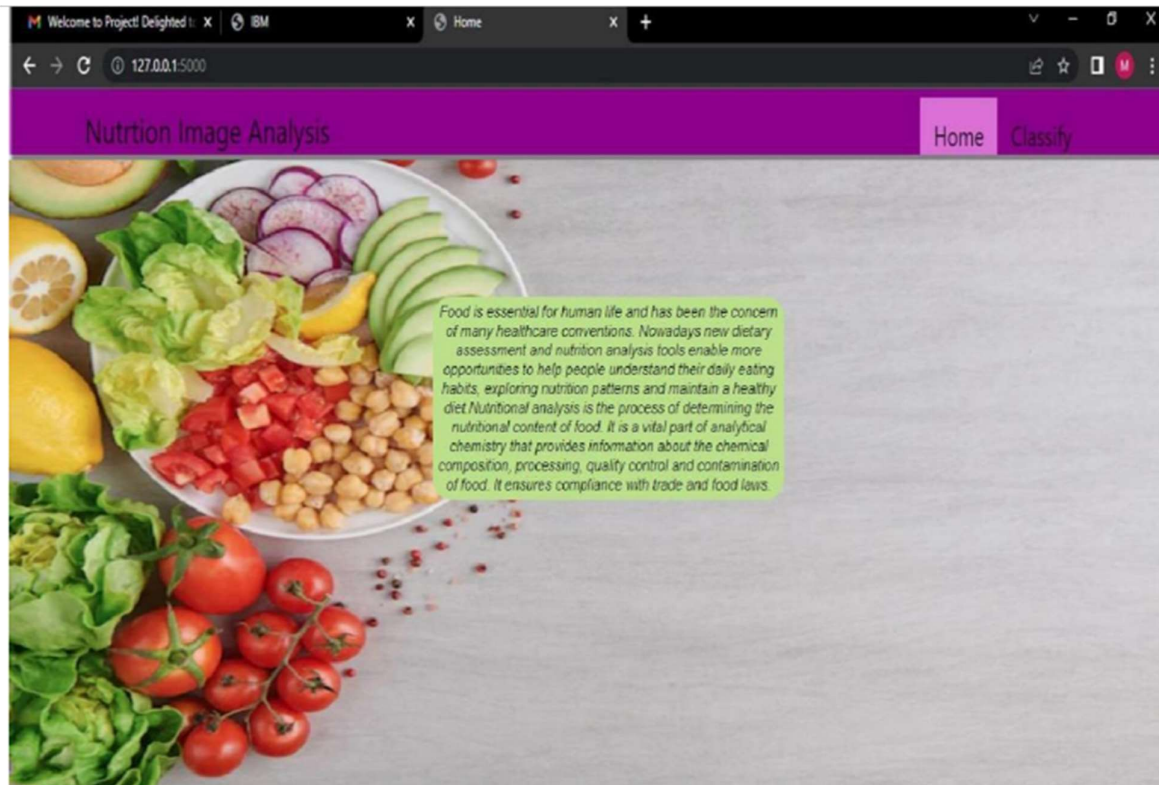 Welcome to Project! Delighted t
IBM
Home
127.0.0.1:5000
M
Nutrtion Image Analysis
Home
Classify
Food is essential for human life and has been the concern
of many healthcare conventions. Nowadays new dietary
assessment and nutrition analysis tools enable more
opportunities to help people understand their daily eating
habits, exploring nutrition patterns and maintain a healthy
diet.Nutritional analysis is the process of determining the
nutritional content of food. It is a vital part of analytical
chemistry that provides information about the chemical
composition, processing, quality control and contamination
of food. It ensures compliance with trade and food laws.